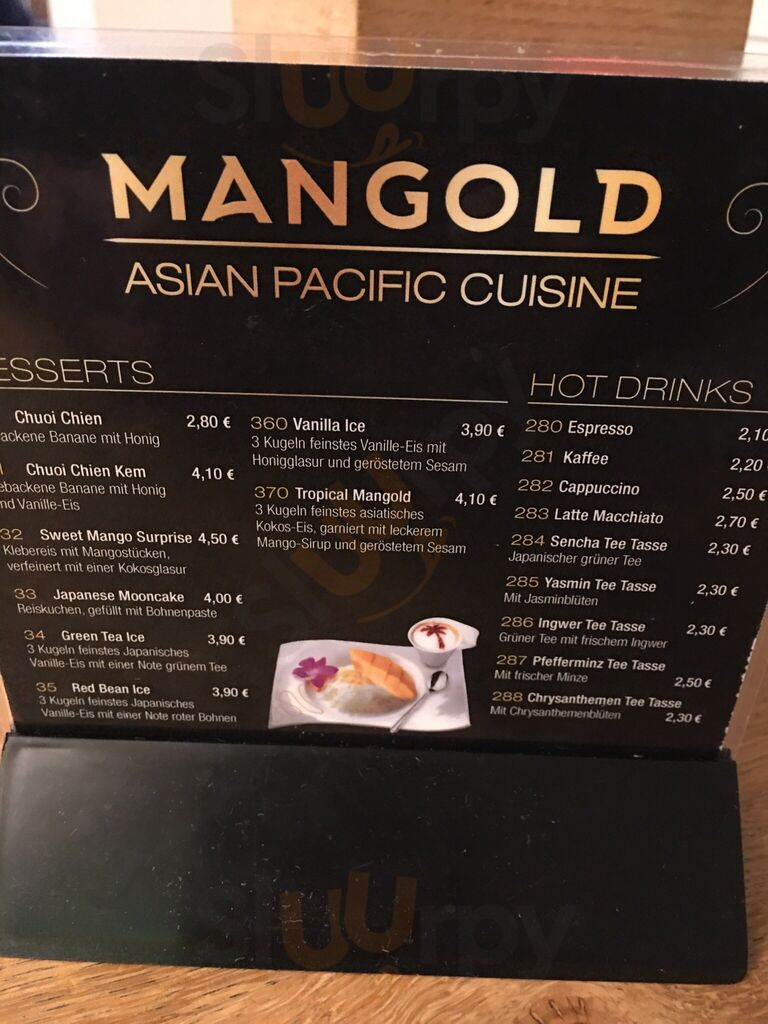 MANGOLD
ASIAN PACIFIC CUISINE
ESSERTS
Chuoi Chien 2,80 €
ackene Banane mit Honig
Chuoi Chien Kem 4,10 €
ebackene Banane mit Honig
nd Vanille-Eis
32 Sweet Mango Surprise 4,50 €
Klebereis mit Mangostücken,
verfeinert mit einer Kokosglasur
33 Japanese Mooncake 4,00 €
Reiskuchen, gefüllt mit Bohnenpaste
34 Green Tea Ice 3,90 €
3 Kugeln feinstes Japanisches
Vanille-Eis mit einer Note grünem Tee
35 Red Bean Ice 3,90 €
3 Kugeln feinstes Japanisches
Vanille-Eis mit einer Note roter Bohnen
360 Vanilla Ice 3,90 €
3 Kugeln feinstes Vanille-Eis mit
Honigglasur und geröstetem Sesam
370 Tropical Mangold 4,10 €
3 Kugeln feinstes asiatisches
Kokos-Eis, garniert mit leckerem
Mango-Sirup und geröstetem Sesam
HOT DRINKS
280 Espresso 2,10
281 Kaffee 2,20
282 Cappuccino 2,50 €
283 Latte Macchiato 2,70 €
284 Sencha Tee Tasse 2,30 €
Japanischer grüner Tee
285 Yasmin Tee Tasse 2,30 €
Mit Jasminblüten
286 Ingwer Tee Tasse 2,30 €
Grüner Tee mit frischem Ingwer
287 Pfefferminz Tee Tasse
Mit frischer Minze 2,50 €
288 Chrysanthemen Tee Tasse
Mit Chrysanthemenblüten 2,30 €
Sluurpy
Sluurpy
Sluurpy